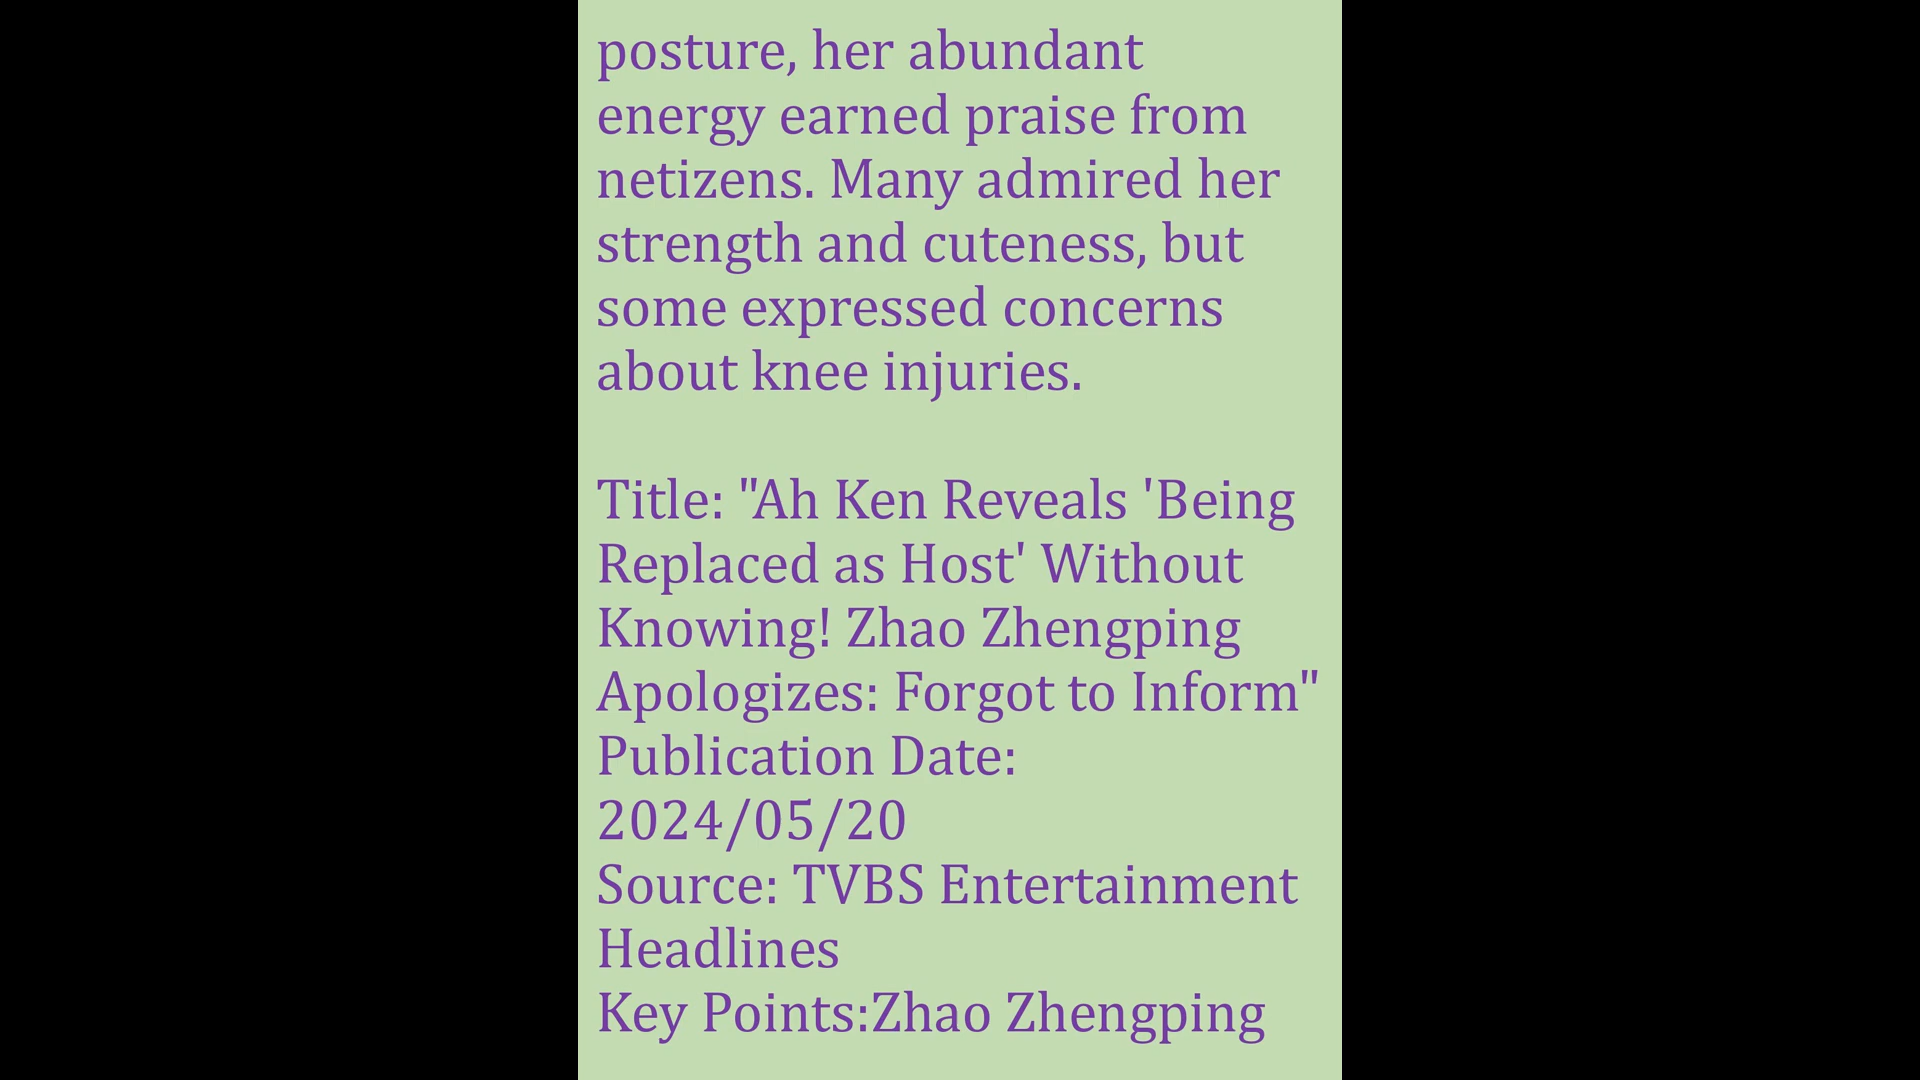 posture, her abundant
energy earned praise from
netizens. Many admired her
strength and cuteness, but
some expressed concerns
about knee injuries.
Title: "Ah Ken Reveals 'Being
Replaced as Host' Without
Knowing! Zhao Zhengping
Apologizes: Forgot to Inform"
Publication Date:
2024/05/20
Source: TVBS Entertainment
Headlines
Key Points:Zhao Zhengping